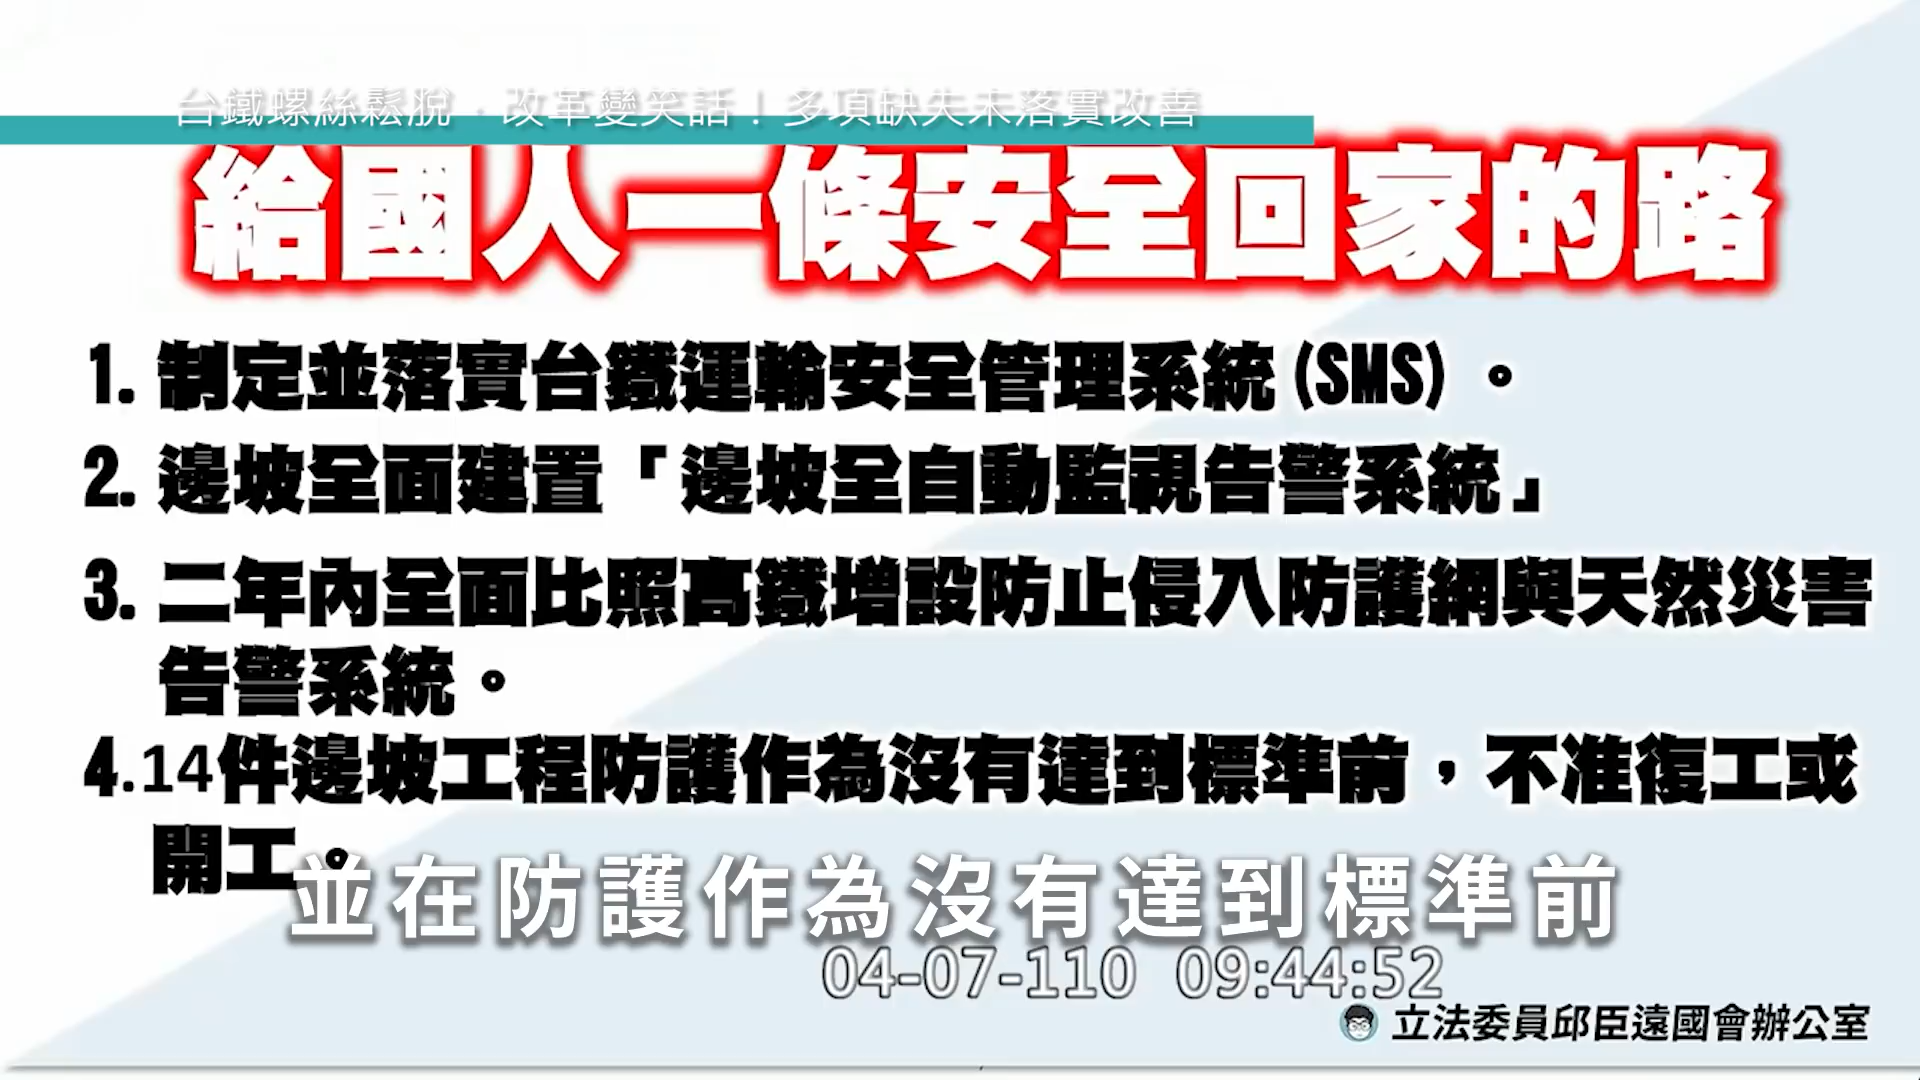 台鐵螺絲鬆脫，改革變笑話！多項缺失未落實改善
給國人一條安全回家的路
1. 制定並落實台鐵運輸安全管理系統(SMS)。
2. 邊坡全面建置「邊坡全自動監視告警系統」
3. 二年內全面比照高鐵增設防止侵入防護網與天然災害
告警系統。
4.14件邊坡工程防護作為沒有達到標準前，不准復工或
開工。
並在防護作為沒有達到標準前
04-07-110 09:44:52
立法委員邱臣遠國會辦公室